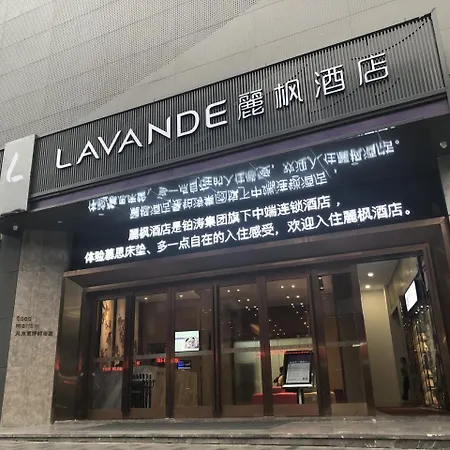 LAVANDE 麗枫酒店
麗枫酒店是铂涛集团旗下中端连锁酒店，
体验慕思床垫、多一点自在的入住感受，欢迎入住麗枫酒店。